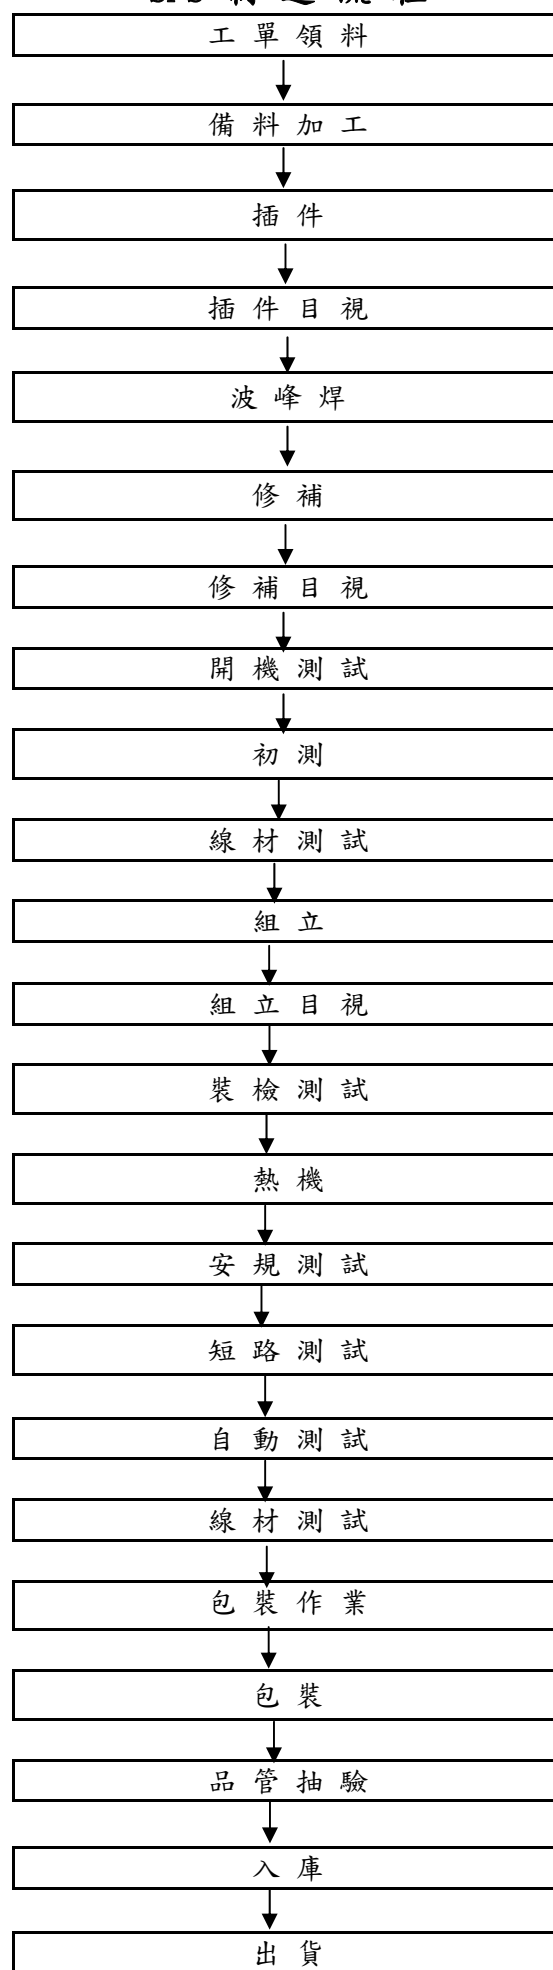 工單領料
備料加工
插件
插件目視
波峰焊
修補
修補目視
開機測試
初測
線材測試
組立
組立目視
裝檢測試
熱機
安規測試
短路測試
自動測試
線材測試
包裝作業
包裝
品管抽驗
入庫
出貨